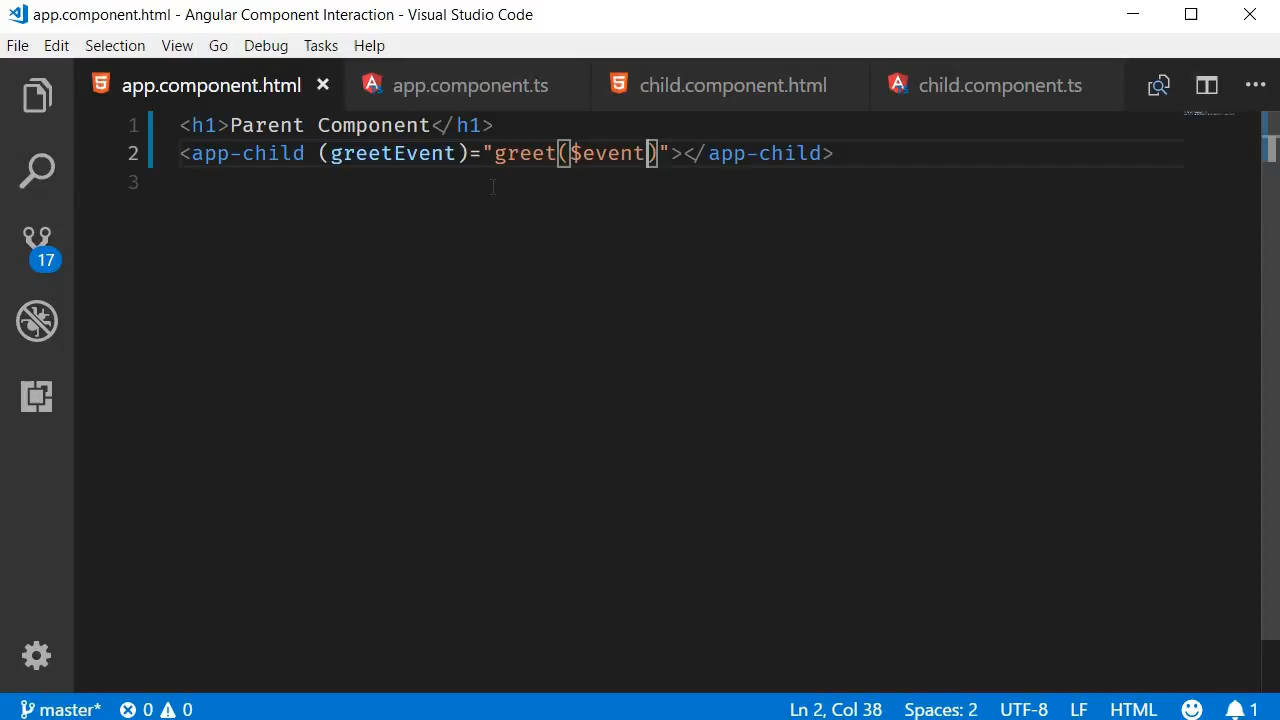 app.component.html - Angular Component Interaction - Visual Studio Code
File Edit Selection View Go Debug Tasks Help
app.component.html app.component.ts child.component.html child.component.ts
1 <h1>Parent Component</h1>
2 <app-child (greetEvent)="greet($event)"></app-child>
3
17
master* 0 0 Ln 2, Col 38 Spaces: 2 UTF-8 LF HTML 1